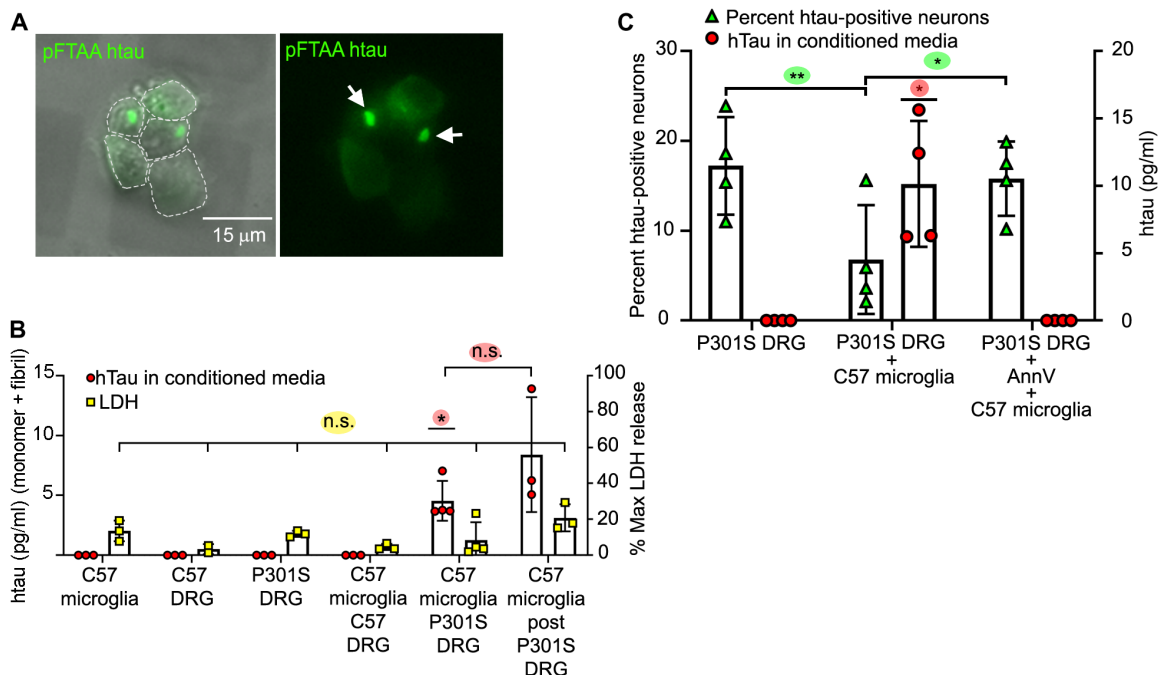 A
pFTAA htau
15 μm
pFTAA htau
B
htau (pg/ml) (monomer + fibril)
15
10
5
hTau in conditioned media
LDH
n.s.
*
n.s.
100
80
60
40
20
0
% Max LDH release
C57
microglia
C57
DRG
P301S
DRG
C57
microglia
C57
DRG
C57
microglia
P301S
DRG
C57
microglia
post
P301S
DRG
C
Percent htau-positive neurons
hTau in conditioned media
Percent htau-positive neurons
30
20
10
0
**
*
*
20
15
10
5
0
htau (pg/ml)
P301S DRG
P301S DRG
+
C57 microglia
P301S DRG
+
AnnV
+
C57 microglia